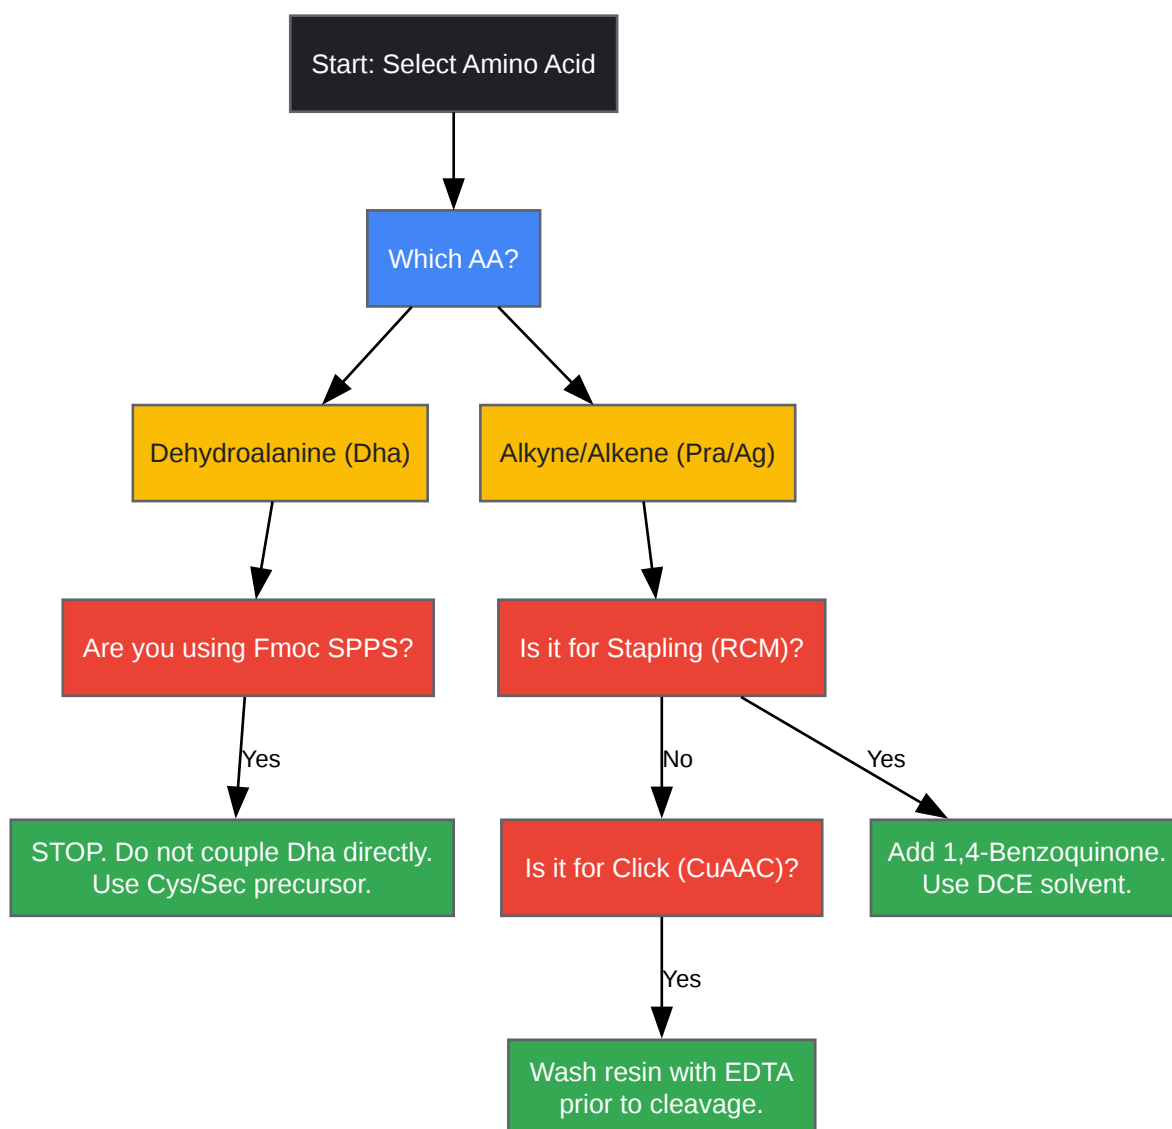 Start: Select Amino Acid
Which AA?
Dehydroalanine (Dha)
Alkyne/Alkene (Pra/Ag)
Are you using Fmoc SPPS?
Is it for Stapling (RCM)?
Yes
No
Yes
STOP. Do not couple Dha directly.
Use Cys/Sec precursor.
Is it for Click (CuAAC)?
Add 1,4-Benzoquinone.
Use DCE solvent.
Yes
Wash resin with EDTA
prior to cleavage.